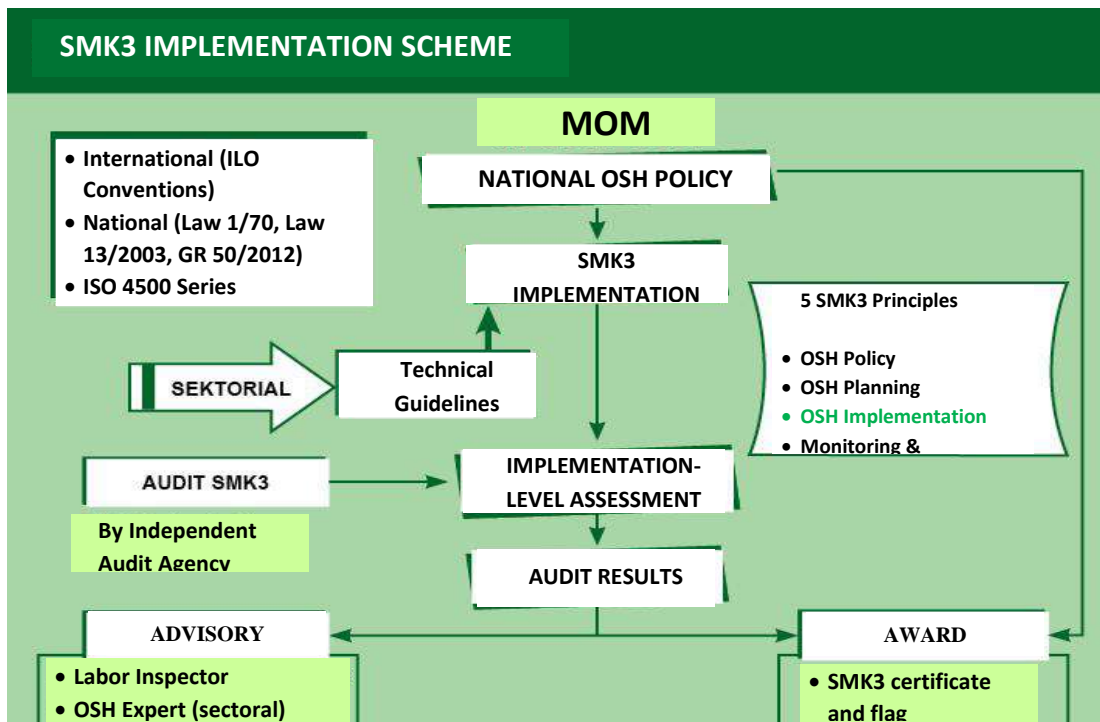 SMK3 IMPLEMENTATION SCHEME
MOM
• International (ILO
Conventions)
• National (Law 1/70, Law
13/2003, GR 50/2012)
• ISO 4500 Series
NATIONAL OSH POLICY
SMK3
IMPLEMENTATION
5 SMK3 Principles
• OSH Policy
• OSH Planning
• OSH Implementation
• Monitoring &
SEKTORIAL
Technical
Guidelines
AUDIT SMK3
By Independent
Audit Agency
IMPLEMENTATION-
LEVEL ASSESSMENT
AUDIT RESULTS
ADVISORY
• Labor Inspector
• OSH Expert (sectoral)
AWARD
• SMK3 certificate
and flag